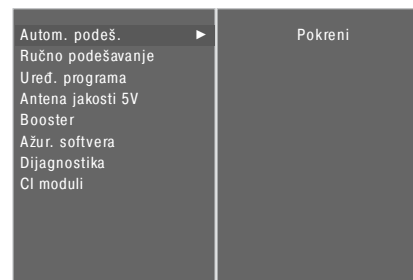 Autom. podeš. ►
Pokreni
Ručno podešavanje
Uređ. programa
Antena jakosti 5V
Booster
Ažur. softvera
Dijagnostika
CI moduli